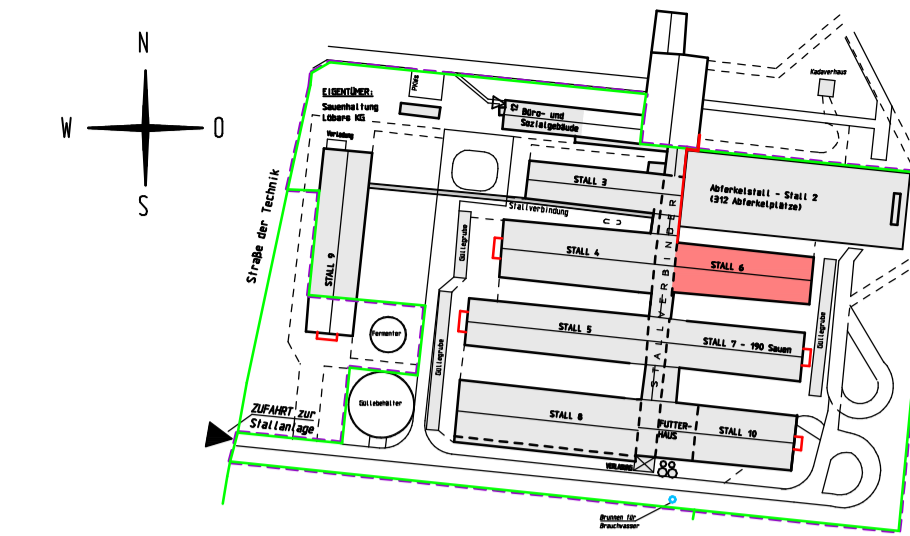 N
W
O
S
EIGENTÜMER:
Sauenhaltung
Löbars KG
Verladung
Büro- und
Sozialgebäude
Kadaverhaus
STALL 3
Abferkelstall - Stall 2
(312 Abferkelplätze)
Straße der Technik
Stallverbindung
STALL 9
Güllegrube
STALL 4
STALLVERBINDER
STALL 6
Fermenter
Güllegrube
STALL 5
STALL 7 - 190 Sauen
Güllegrube
Güllebehälter
ZUFAHRT zur
Stallanlage
STALL 8
FUTTER-
HAUS
STALL 10
VERLADUNG
Brunnen für
Brauchwasser